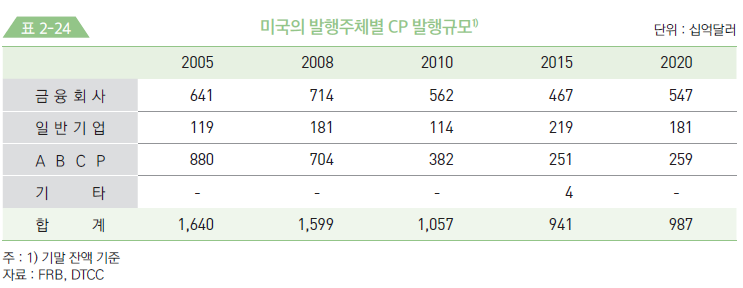 표 2-24 미국의 발행주체별 CP 발행규모1) 단위 : 십억달러
2005 2008 2010 2015 2020
금 융 회 사 641 714 562 467 547
일 반 기 업 119 181 114 219 181
A B C P 880 704 382 251 259
기 타 - - - 4 -
합 계 1,640 1,599 1,057 941 987
주 : 1) 기말 잔액 기준
자료 : FRB, DTCC